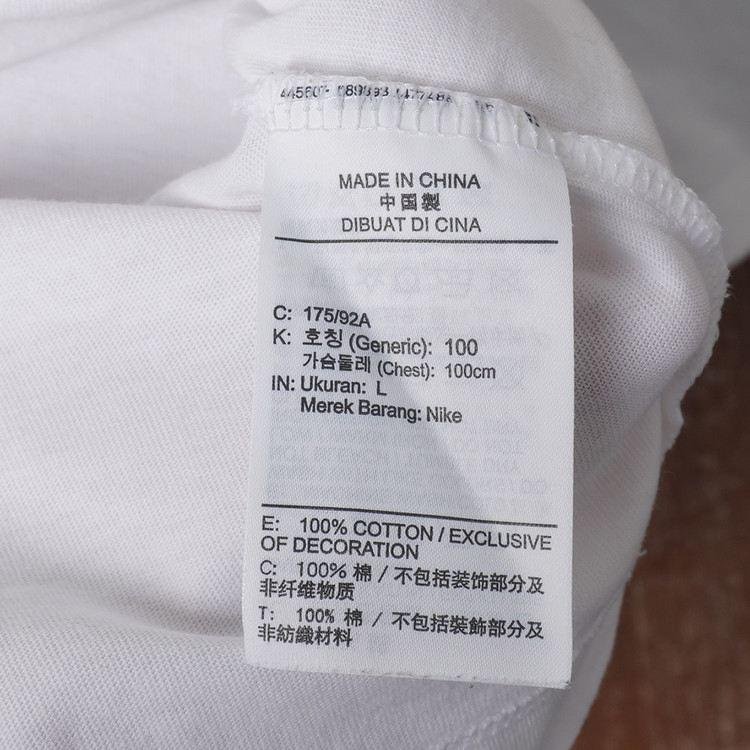 MADE IN CHINA
中国製
DIBUAT DI CINA
C: 175/92A
K: 호칭 (Generic): 100
가슴둘레 (Chest): 100cm
IN: Ukuran: L
Merek Barang: Nike
E: 100% COTTON / EXCLUSIVE
OF DECORATION
C: 100% 棉 / 不包括装饰部分及
非纤维物质
T: 100% 棉 / 不包括裝飾部分及
非紡織材料